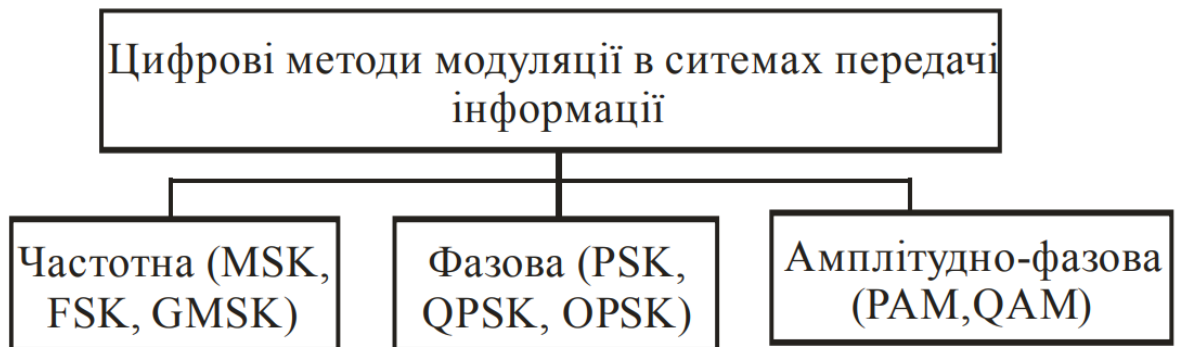 Цифрові методи модуляції в ситемах передачі
інформації
Частотна (MSK,
FSK, GMSK)
Фазова (PSK,
QPSK, OPSK)
Амплітудно-фазова
(PAM,QAM)